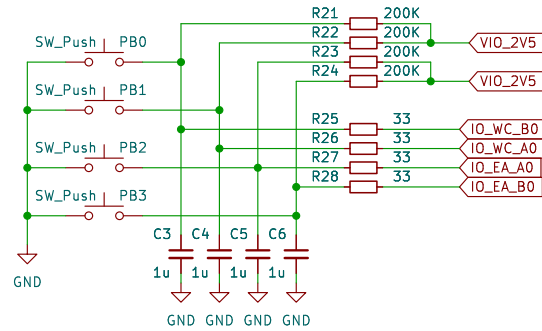 R21 200K
R22 200K
VIO_2V5
R23 200K
R24 200K
VIO_2V5
SW_Push PB0
SW_Push PB1
SW_Push PB2
SW_Push PB3
R25 33
IO_WC_B0
R26 33
IO_WC_A0
R27 33
IO_EA_A0
R28 33
IO_EA_B0
C3 C4 C5 C6
1u 1u 1u 1u
GND
GND GND GND GND